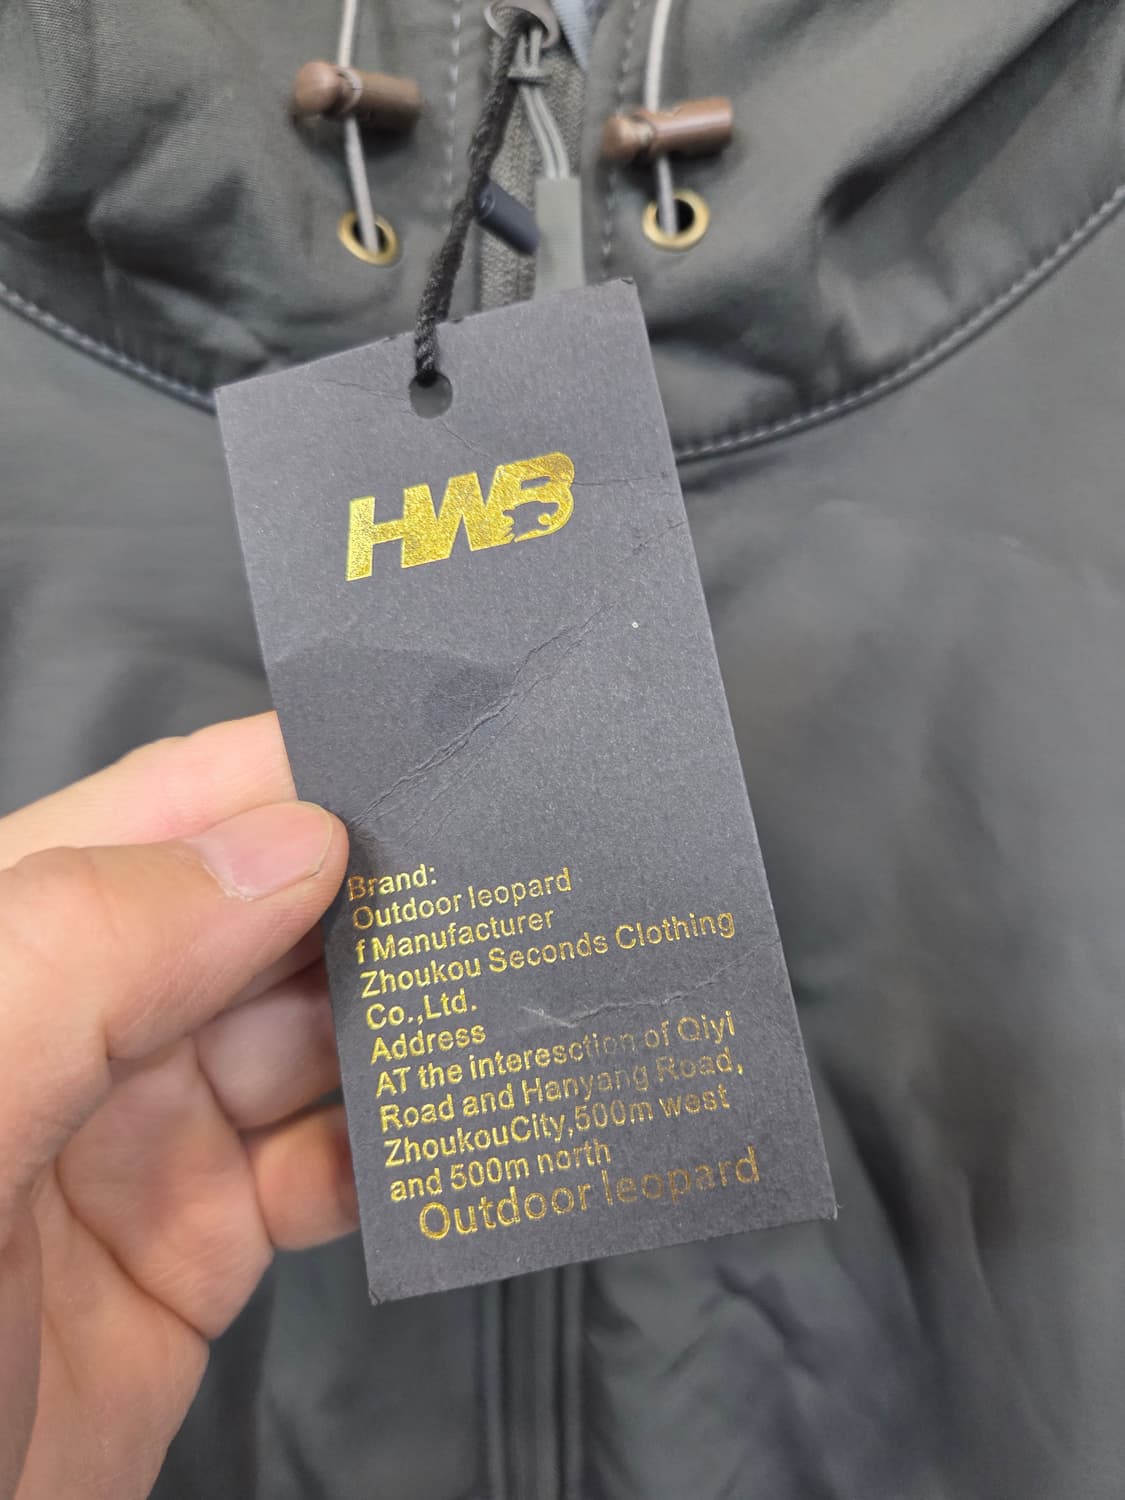 HWB
Brand:
Outdoor leopard
f Manufacturer
Zhoukou Seconds Clothing
Co.,Ltd.
Address
AT the interesction of Qiyi
Road and Hanyang Road,
ZhoukouCity,500m west
and 500m north
Outdoor leopard